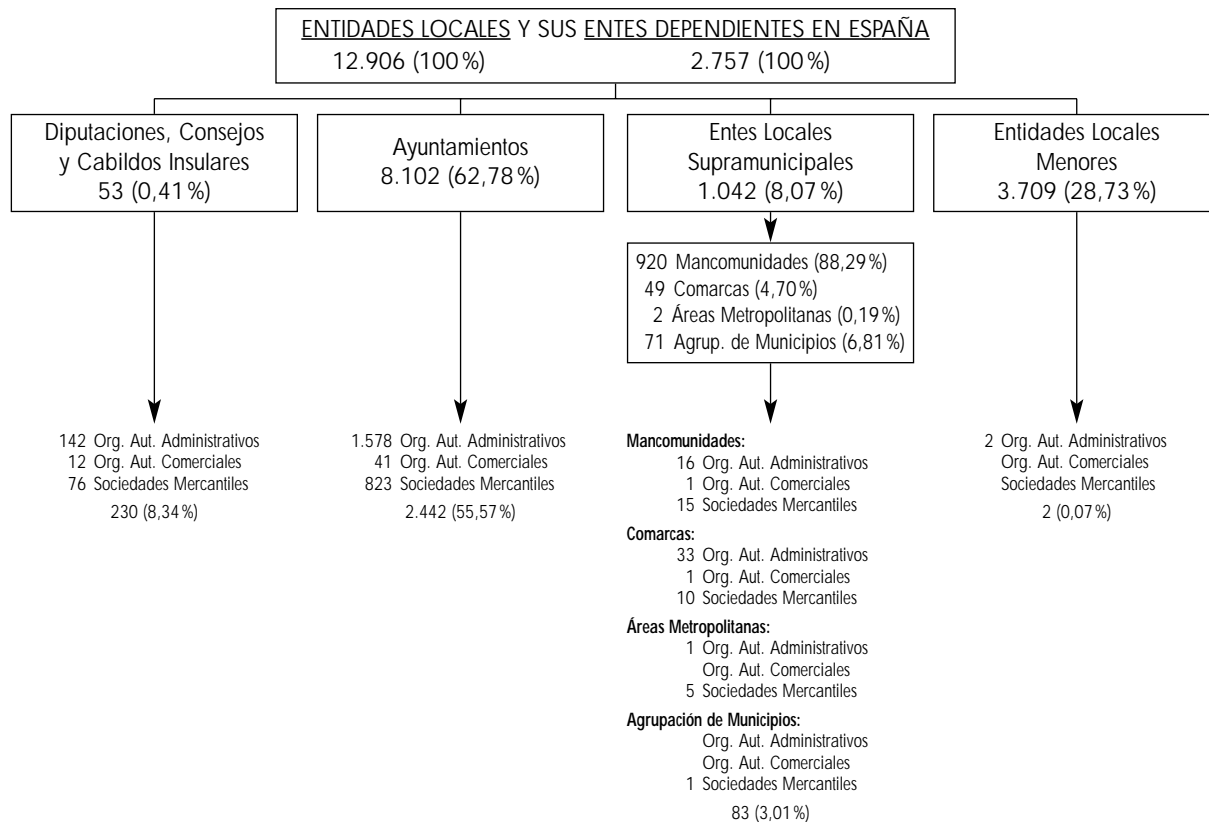 ENTIDADES LOCALES Y SUS ENTES DEPENDIENTES EN ESPAÑA
12.906 (100%) 2.757 (100%)
Diputaciones, Consejos
y Cabildos Insulares
53 (0,41%)
Ayuntamientos
8.102 (62,78%)
Entes Locales
Supramunicipales
1.042 (8,07%)
Entidades Locales
Menores
3.709 (28,73%)
920 Mancomunidades (88,29%)
49 Comarcas (4,70%)
2 Áreas Metropolitanas (0,19%)
71 Agrup. de Municipios (6,81%)
142 Org. Aut. Administrativos
12 Org. Aut. Comerciales
76 Sociedades Mercantiles
230 (8,34%)
1.578 Org. Aut. Administrativos
41 Org. Aut. Comerciales
823 Sociedades Mercantiles
2.442 (55,57%)
Mancomunidades:
16 Org. Aut. Administrativos
1 Org. Aut. Comerciales
15 Sociedades Mercantiles
Comarcas:
33 Org. Aut. Administrativos
1 Org. Aut. Comerciales
10 Sociedades Mercantiles
Áreas Metropolitanas:
1 Org. Aut. Administrativos
Org. Aut. Comerciales
5 Sociedades Mercantiles
Agrupación de Municipios:
Org. Aut. Administrativos
Org. Aut. Comerciales
1 Sociedades Mercantiles
83 (3,01%)
2 Org. Aut. Administrativos
Org. Aut. Comerciales
Sociedades Mercantiles
2 (0,07%)